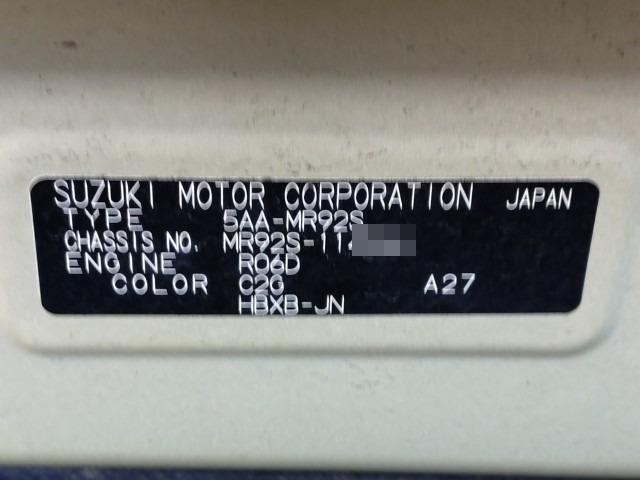 SUZUKI MOTOR CORPORATION JAPAN
TYPE 5AA-MR92S
CHASSIS NO. MR92S-11
ENGINE R06D
COLOR C2G A27
HBXB-JN